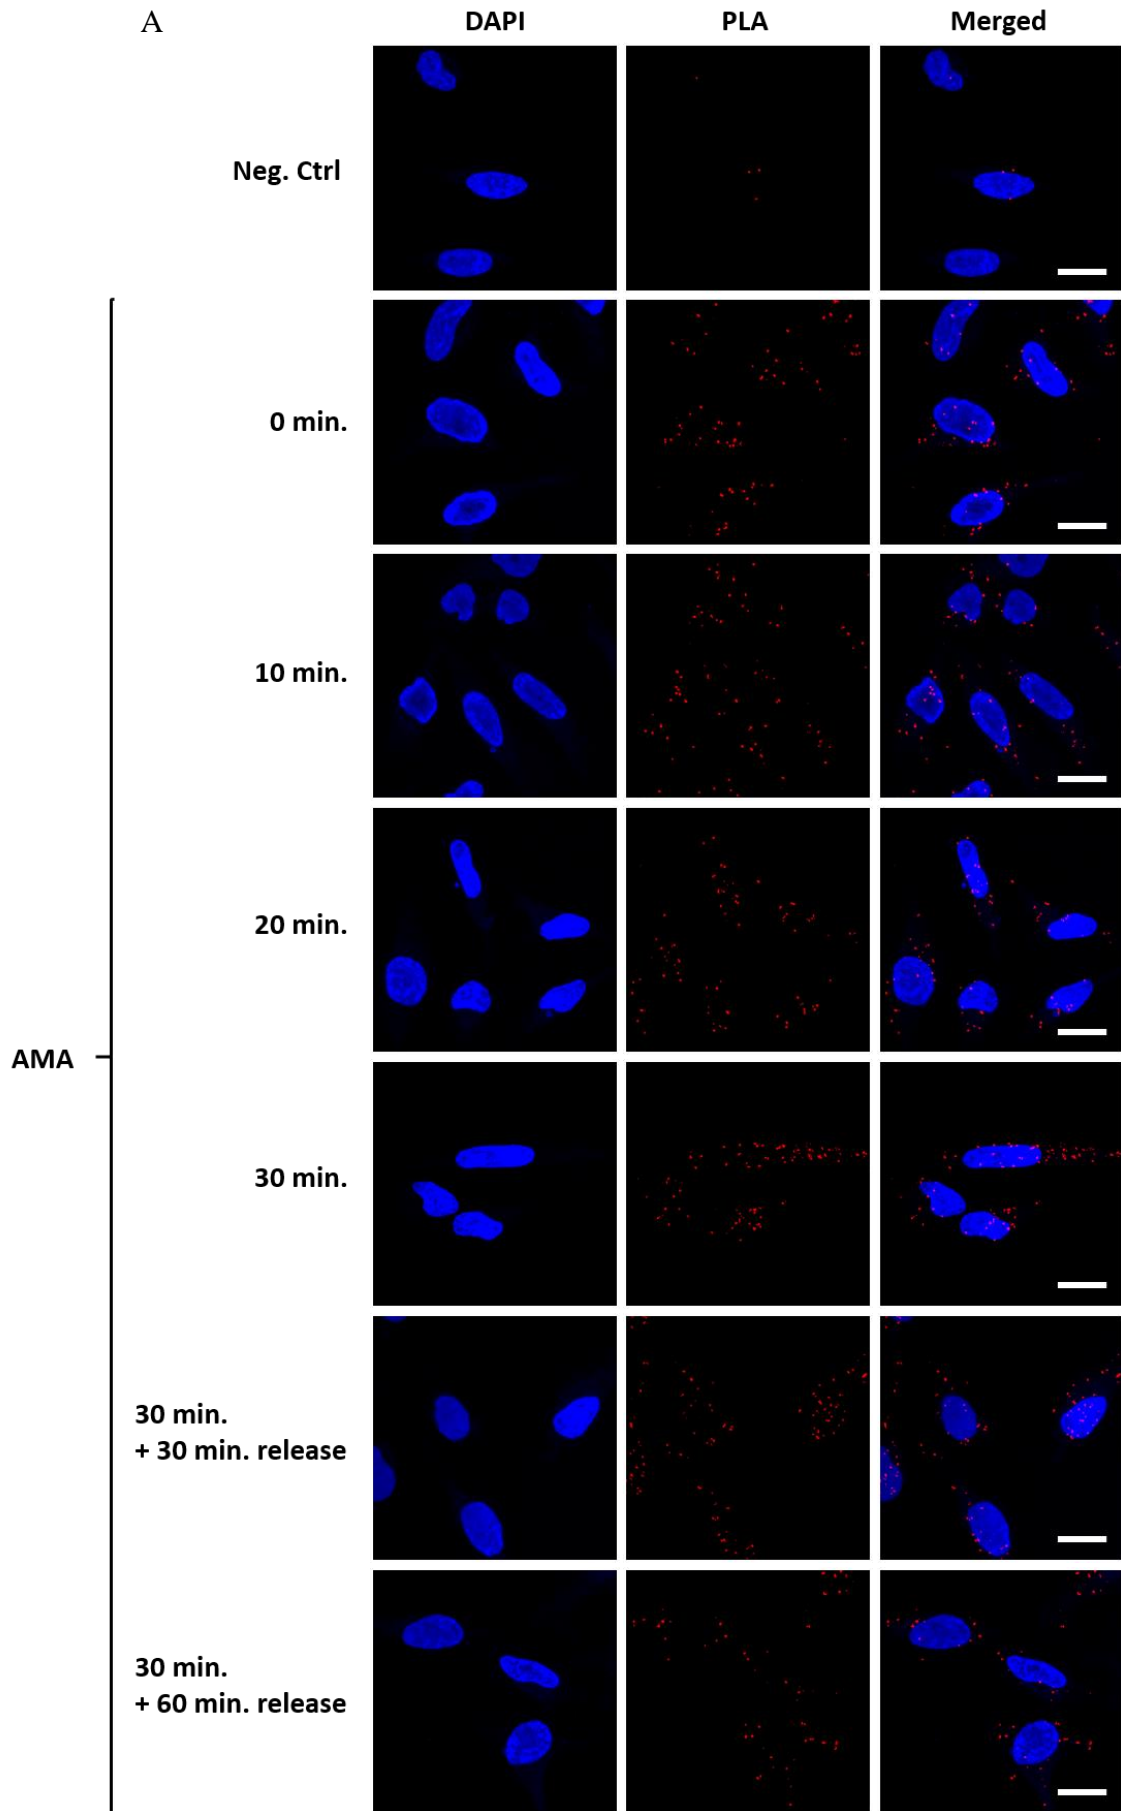 A
DAPI
PLA
Merged
Neg. Ctrl
0 min.
10 min.
20 min.
AMA
30 min.
30 min.
+ 30 min. release
30 min.
+ 60 min. release